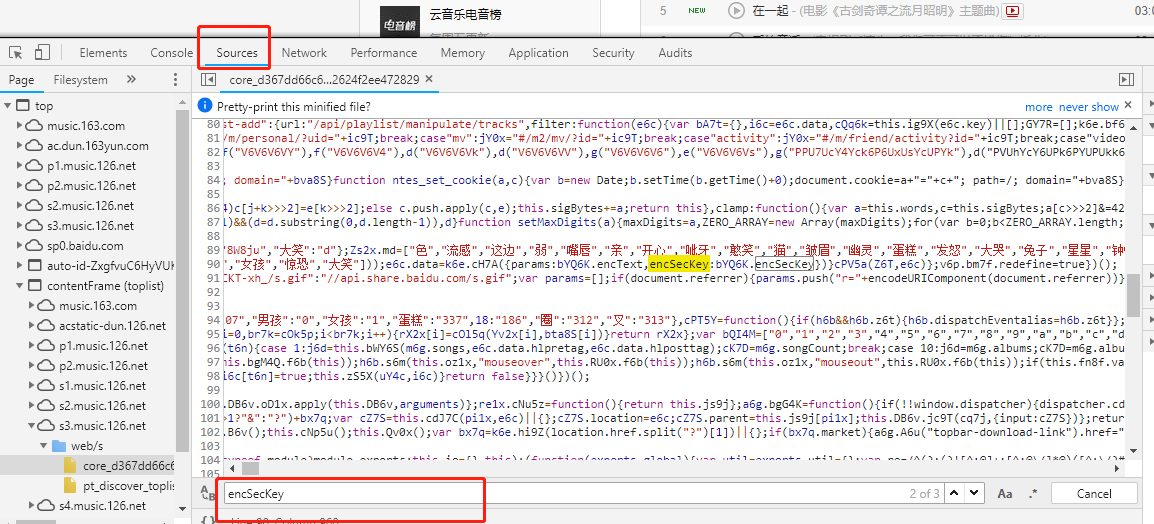 云音乐电音榜
电音榜
5 NEW 在一起 - (电影《古剑奇谭之流月昭明》主题曲) 03:0
Elements Console Sources Network Performance Memory Application Security Audits
Page Filesystem » core_d367dd66c6...2624f2ee472829 ×
Pretty-print this minified file? more never show ×
top
music.163.com
ac.dun.163yun.com
p1.music.126.net
p2.music.126.net
s2.music.126.net
s3.music.126.net
sp0.baidu.com
auto-id-ZxgfvuC6HyVUK
contentFrame (toplist)
music.163.com
acstatic-dun.126.net
p1.music.126.net
p2.music.126.net
s1.music.126.net
s2.music.126.net
s3.music.126.net
web/s
core_d367dd66c6
pt_discover_toplis
s4.music.126.net
80 st-add":{url:"/api/playlist/manipulate/tracks",filter:function(e6c){var bA7t={},i6c=e6c.data,cQq6k=this.ig9X(e6c.key)||[];GY7R=[];k6e.bf6
81 /m/personal/?uid="+ic9T;break;case"mv":jY0x="#/m2/mv/?id="+ic9T;break;case"activity":jY0x="#/m/friend/activity?id="+ic9T;break;case"video
82 f("V6V6V6VY"),f("V6V6V6V4"),d("V6V6V6Vk"),d("V6V6V6VV"),g("V6V6V6V6"),e("V6V6V6Vs"),g("PPU7UcY4Yck6P6UxUsYcUPYk"),d("PVUhYcY6UPk6PYUPUkk6
83
84 ; domain="+bva8S}function ntes_set_cookie(a,c){var b=new Date;b.setTime(b.getTime()+0);document.cookie=a+"="+c+"; path=/; domain="+bva8S}
85
86 4)c[j+k>>>2]=e[k>>>2];else c.push.apply(c,e);this.sigBytes+=a;return this},clamp:function(){var a=this.words,c=this.sigBytes;a[c>>>2]&=42
87 l)&&(d=d.substring(0,d.length-1)),d}function setMaxDigits(a){maxDigits=a,ZERO_ARRAY=new Array(maxDigits);for(var b=0;b<ZERO_ARRAY.length;
88
89 "8W8ju","大笑":"d"};Zs2x.md=["色","流感","这边","弱","嘴唇","亲","开心","呲牙","憨笑","猫","皱眉","幽灵","蛋糕","发怒","大哭","兔子","星星","钟
90 ","女孩","惊恐","大笑"]));e6c.data=k6e.cH7A({params:bYQ6K.encText,encSecKey:bYQ6K.encSecKey})}cPV5a(Z6T,e6c)};v6p.bm7f.redefine=true})();
91 CKT-xh_/s.gif":"//api.share.baidu.com/s.gif";var params=[];if(document.referrer){params.push("r="+encodeURIComponent(document.referrer))}
92
93 07","男孩":"0","女孩":"1","蛋糕":"337",18:"186","圈":"312","叉":"313"},cPT5Y=function(){if(h6b&&h6b.z6t){h6b.dispatchEventalias=h6b.z6t}};
94 i=0,br7k=cOk5p;i<br7k;i++){rX2x[i]=cOl5q(Yv2x[i],bta8S[i])}return rX2x};var bQI4M=["0","1","2","3","4","5","6","7","8","9","a","b","c","d
95 (t6n){case 1:j6d=this.bWY6S(m6g.songs,e6c.data.hlpretag,e6c.data.hlposttag);cK7D=m6g.songCount;break;case 10:j6d=m6g.albums;cK7D=m6g.albu
96 this.bgM4Q.f6b(this));h6b.s6m(this.oz1x,"mouseover",this.RU0x.f6b(this));h6b.s6m(this.oz1x,"mouseout",this.RU0x.f6b(this));if(this.fn8f.va
97 i6c[t6n]=true;this.zS5X(uY4c,i6c)}return false}}}()})();
98
99
100 .DB6V.oD1x.apply(this.DB6V,arguments)};re1x.cNu5z=function(){return this.js9j};a6g.bgG4K=function(){if(!!window.dispatcher){dispatcher.cd
101 >1?"&":"?")+bx7q;var cZ7S=this.cdJ7C(pi1x,e6c)||{};cZ7S.location=e6c;cZ7S.parent=this.js9j[pi1x];this.DB6V.jc9T(cq7j,{input:cZ7S})};retur
102 .B6v();this.cNp5u();this.Qv0x();var bx7q=k6e.hi9Z(location.href.split("?")[1])||{};if(bx7q.market){a6g.A6u("topbar-download-link").href="
103
104
105
encSecKey 2 of 3 Aa .* Cancel
{}